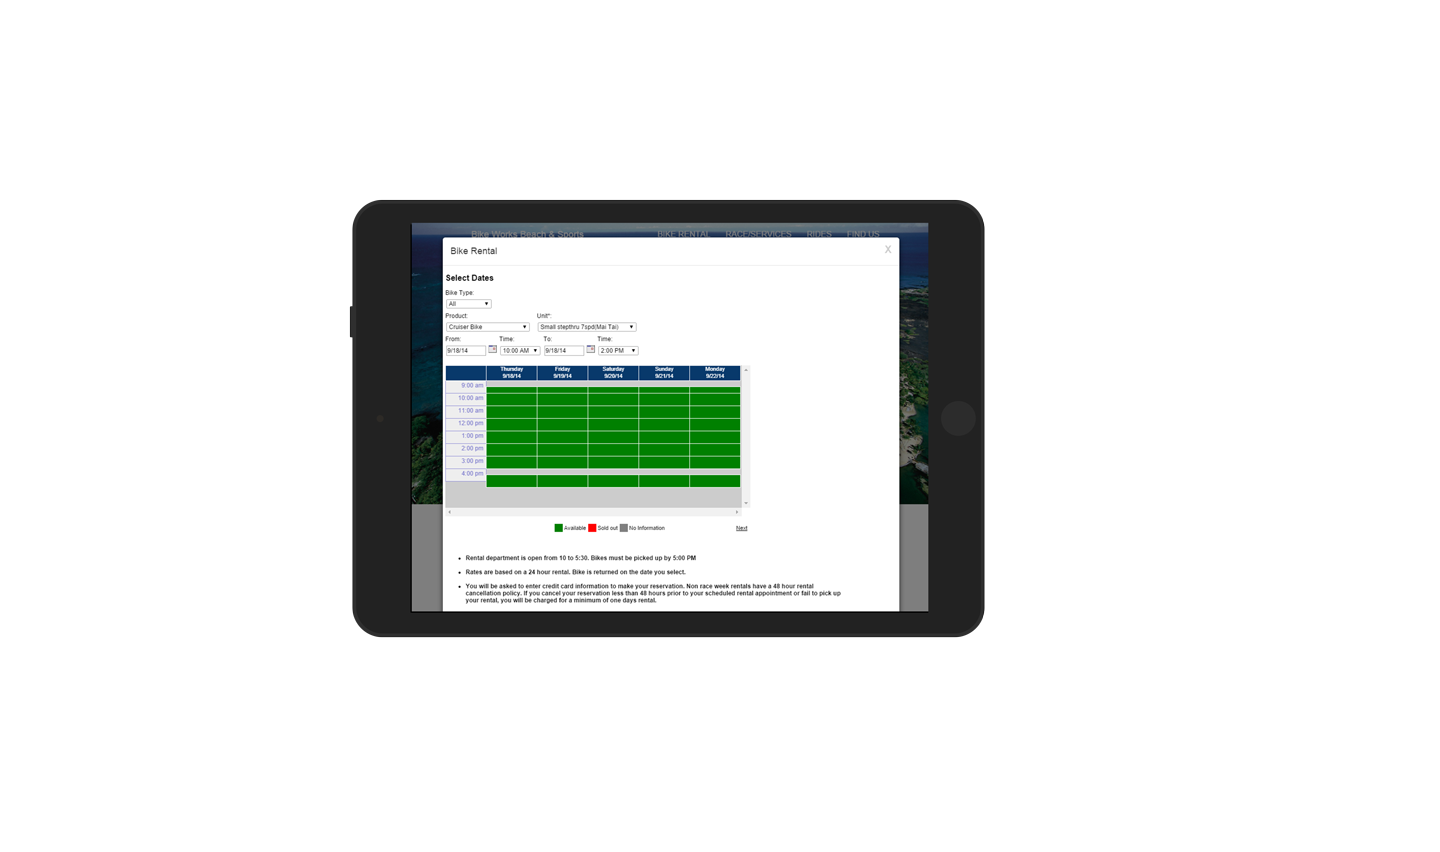 Bike Works Beach & Sports BIKE RENTAL RACE/SERVICES RIDES FIND US
Bike Rental X
Select Dates
Bike Type:
All
Product: Unit*:
Cruiser Bike Small stepthru 7spd(Mai Tai)
From: Time: To: Time:
9/18/14 10:00 AM 9/18/14 2:00 PM
Thursday Friday Saturday Sunday Monday
9/18/14 9/19/14 9/20/14 9/21/14 9/22/14
9:00 am
10:00 am
11:00 am
12:00 pm
1:00 pm
2:00 pm
3:00 pm
4:00 pm
Available Sold out No Information Next
• Rental department is open from 10 to 5:30. Bikes must be picked up by 5:00 PM
• Rates are based on a 24 hour rental. Bike is returned on the date you select.
• You will be asked to enter credit card information to make your reservation. Non race week rentals have a 48 hour rental
cancellation policy. If you cancel your reservation less than 48 hours prior to your scheduled rental appointment or fail to pick up
your rental, you will be charged for a minimum of one days rental.